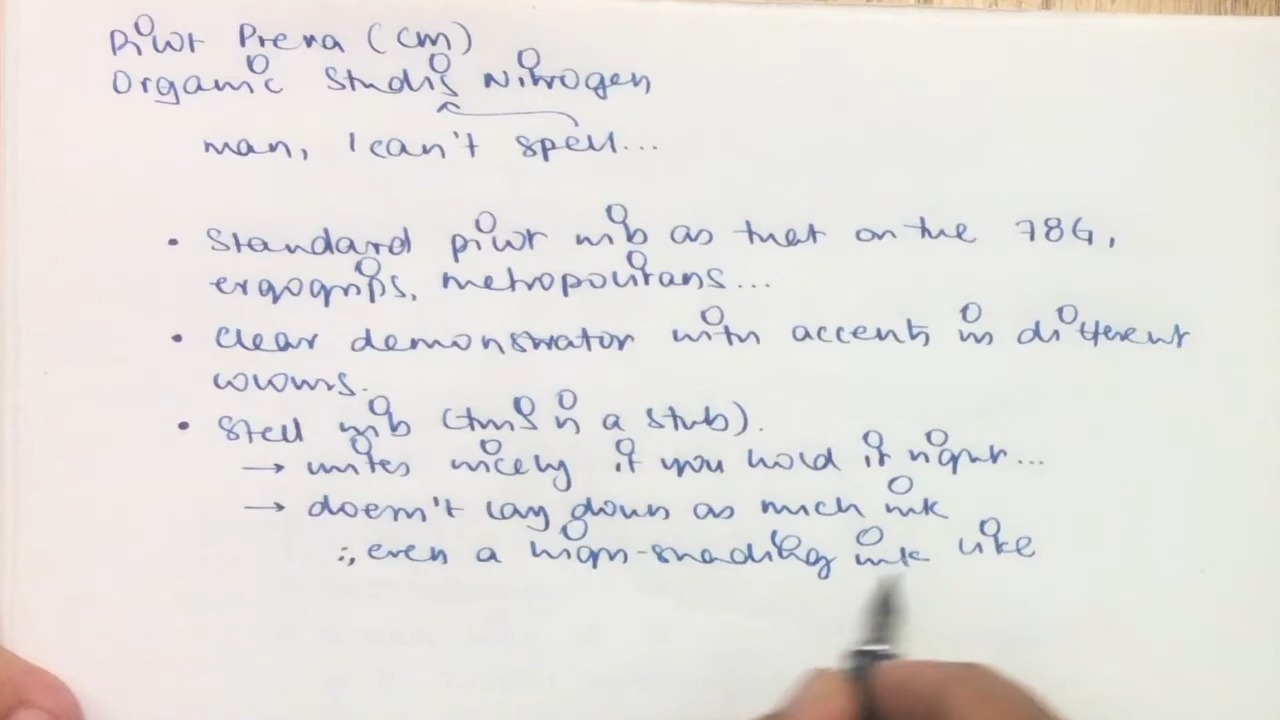 Pilot Prera (CM)
Organic Studis Nitrogen
man, I can't spell...
• Standard pilot nib as that on the 78G,
ergogrips, metropolitans...
• Clear demonstrator with accents in different
colours.
• Stell nib (this is a stub).
→ writes nicely if you hold it right...
→ doesn't lay down as much ink
∴, even a high-shading ink like